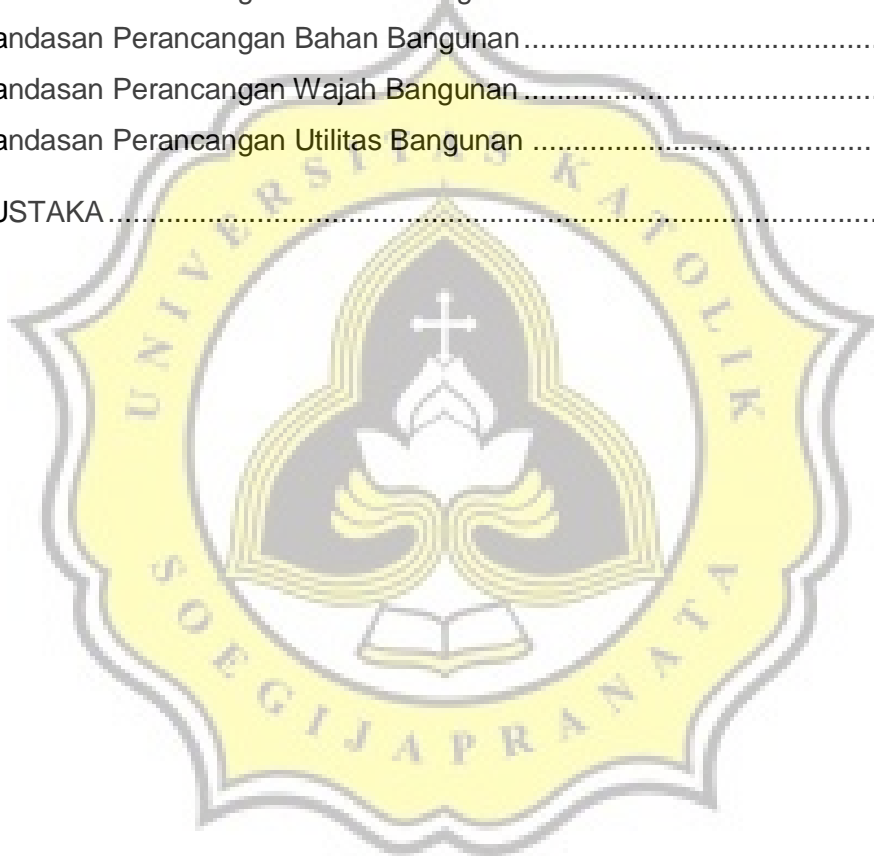 andasan Perancangan Bahan Bangunan........................................
andasan Perancangan Wajah Bangunan........................................
andasan Perancangan Utilitas Bangunan ........................................
USTAKA........................................................................................
UNIVERSITAS KATOLIK
SOEGIJAPRANATA